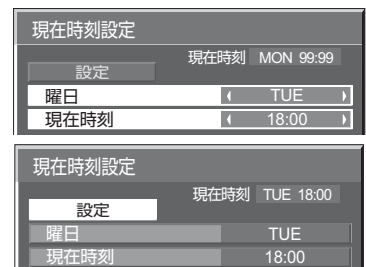 現在時刻設定
現在時刻 MON 99:99
設定
曜日 TUE
現在時刻 18:00
現在時刻設定
現在時刻 TUE 18:00
設定
曜日 TUE
現在時刻 18:00